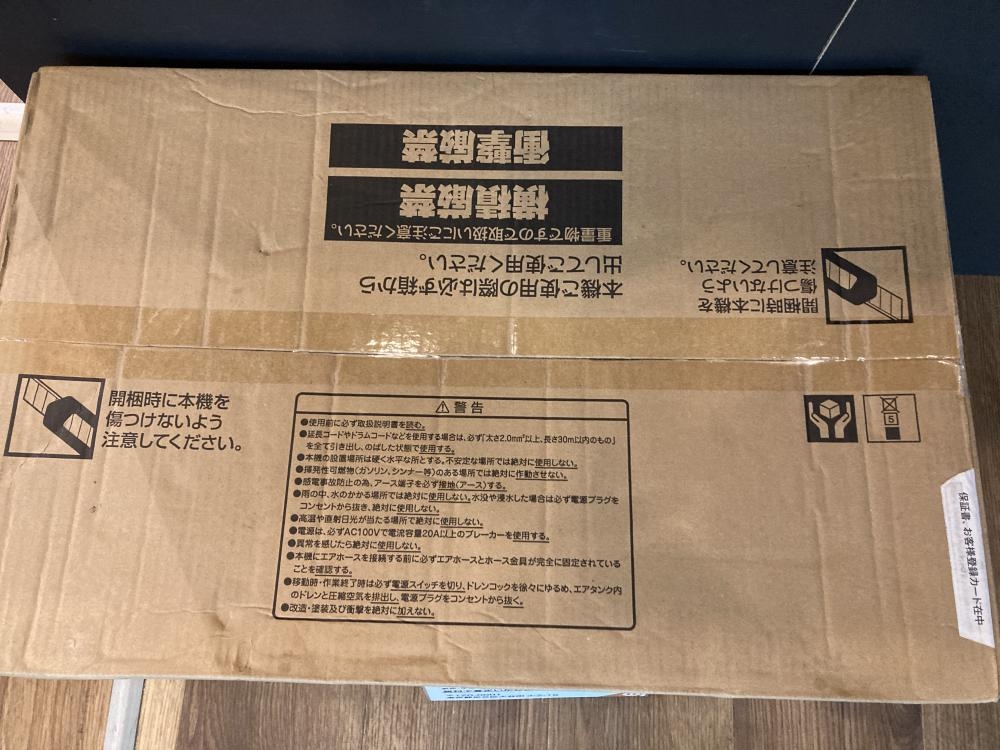 衝撃厳禁
横積厳禁
重量物ですので取扱いにご注意ください。
本機ご使用の際は必ず箱から
出してご使用ください。
開梱時に本機を
傷つけないよう
注意してください。
開梱時に本機を
傷つけないよう
注意してください。
警告
●使用前に必ず取扱説明書を読む。
●延長コードやドラムコードなどを使用する場合は、必ず「太さ2.0mm²以上、長さ30m以内のもの」
を全て引き出し、のばした状態で使用する。
●本機の設置場所は硬く水平な所とする。不安定な場所では絶対に使用しない。
●揮発性可燃物(ガソリン、シンナー等)のある場所では絶対に作動させない。
●感電事故防止の為、アース端子を必ず接地(アース)する。
●雨の中、水のかかる場所では絶対に使用しない。水没や浸水した場合は必ず電源プラグを
コンセントから抜き、絶対に使用しない。
●高温や直射日光が当たる場所で絶対に使用しない。
●電源は、必ずAC100Vで電流容量20A以上のブレーカーを使用する。
●異常を感じたら絶対に使用しない。
●本機にエアホースを接続する前に必ずエアホースとホース金具が完全に固定されている
ことを確認する。
●移動時・作業終了時は必ず電源スイッチを切り、ドレンコックを徐々にゆるめ、エアタンク内
のドレンと圧縮空気を排出し、電源プラグをコンセントから抜く。
●改造・塗装及び衝撃を絶対に加えない。
5
保証書、お客様登録カード在中